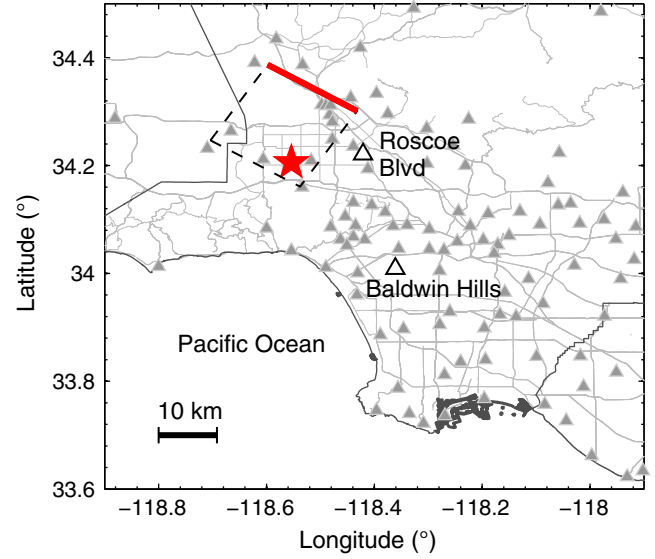 34.4
34.2
34
33.8
33.6
Latitude (°)
Roscoe
Blvd
Baldwin Hills
Pacific Ocean
10 km
−118.8
−118.6
−118.4
−118.2
−118
Longitude (°)